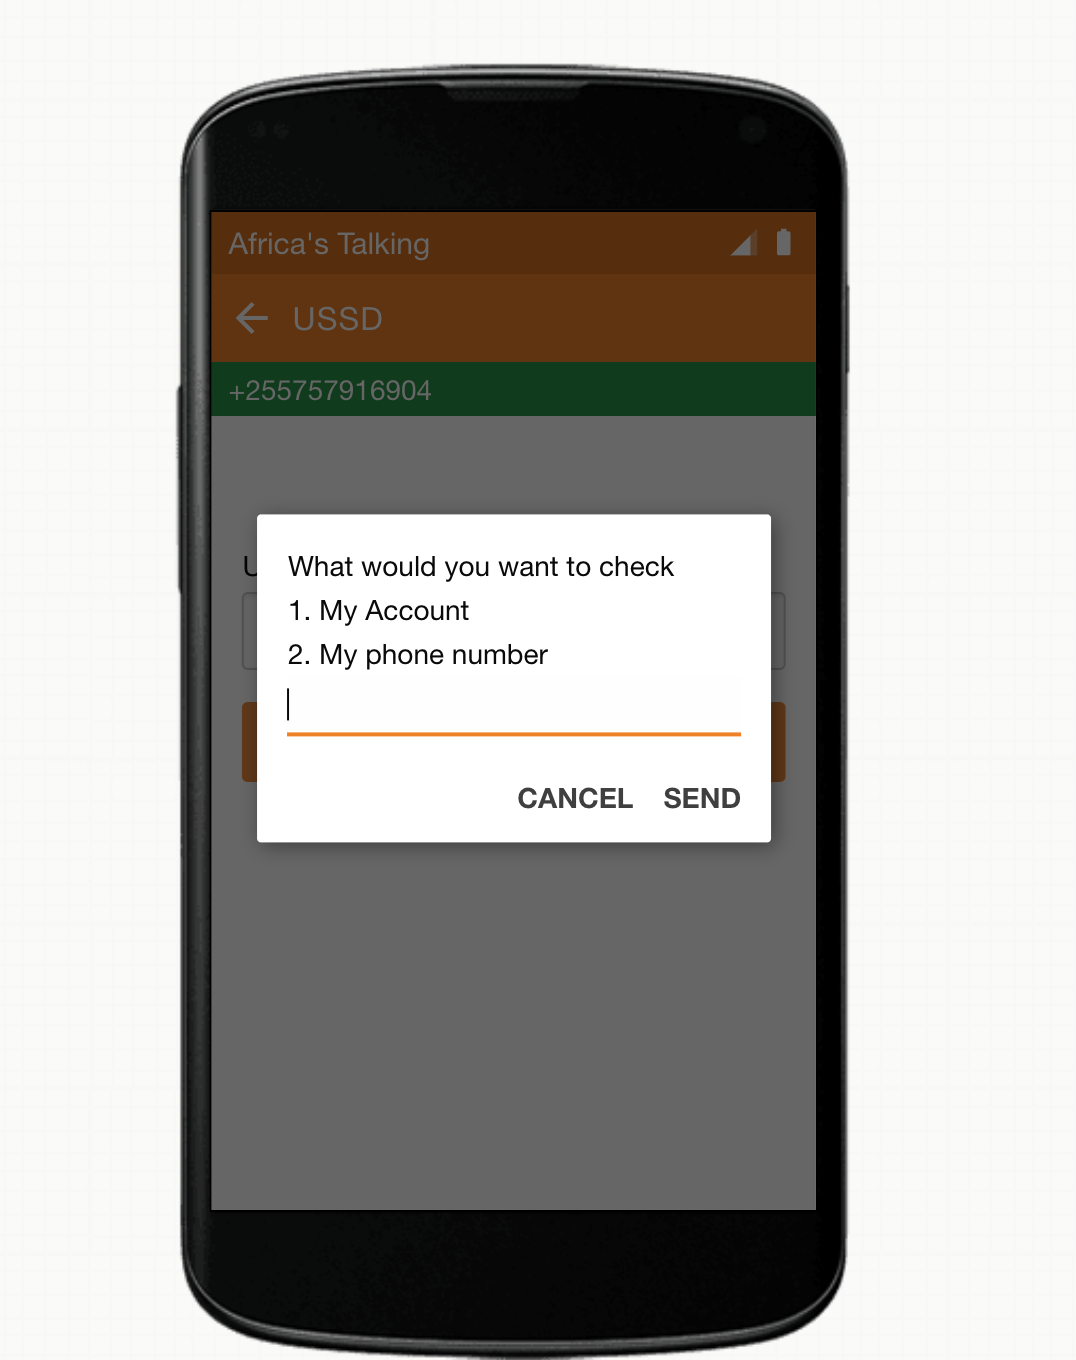 Africa's Talking
USSD
+255757916904
What would you want to check
1. My Account
2. My phone number
CANCEL SEND